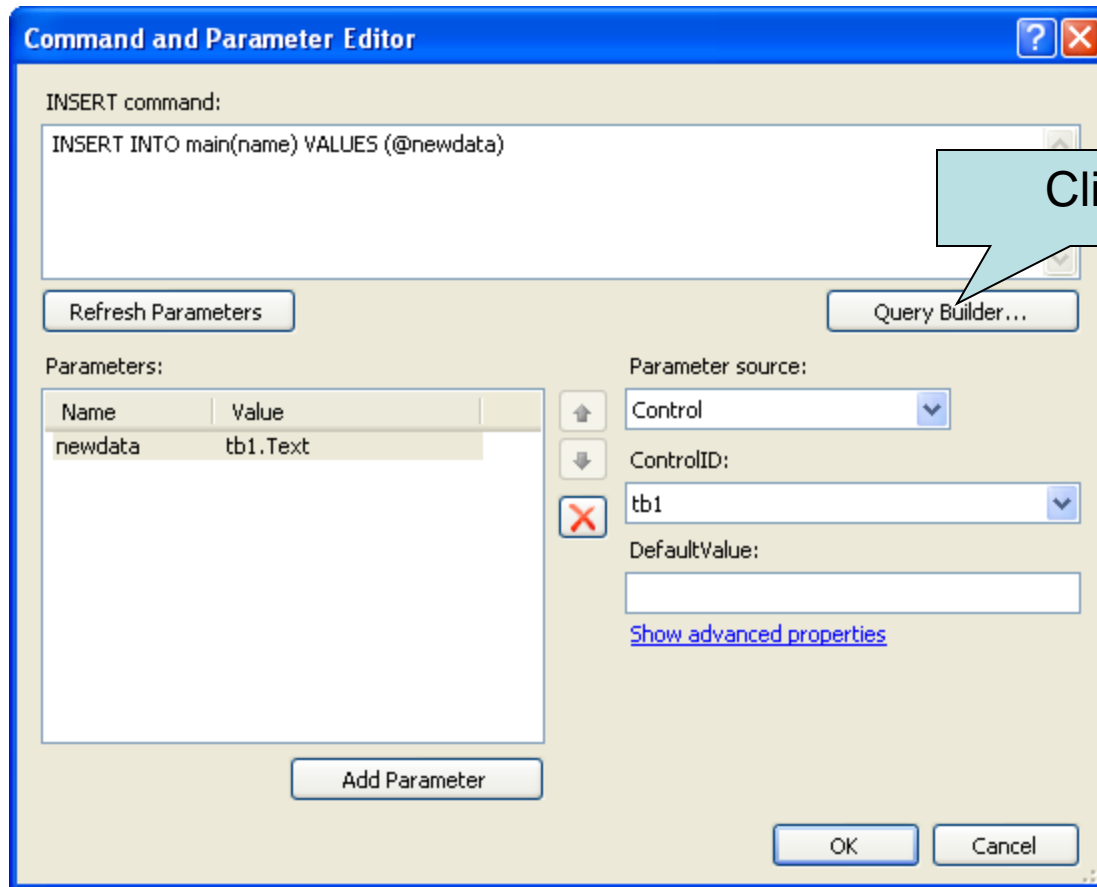 Command and Parameter Editor
INSERT command:
INSERT INTO main(name) VALUES (@newdata)
Refresh Parameters
Query Builder...
Parameters:
Name Value
newdata tb1.Text
Parameter source:
Control
ControlID:
tb1
DefaultValue:
Show advanced properties
Add Parameter
OK
Cancel